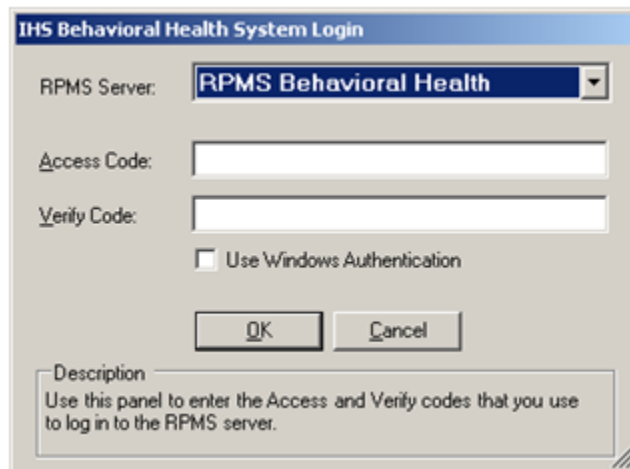 IHS Behavioral Health System Login
RPMS Server: RPMS Behavioral Health
Access Code:
Verify Code:
Use Windows Authentication
OK Cancel
Description
Use this panel to enter the Access and Verify codes that you use
to log in to the RPMS server.